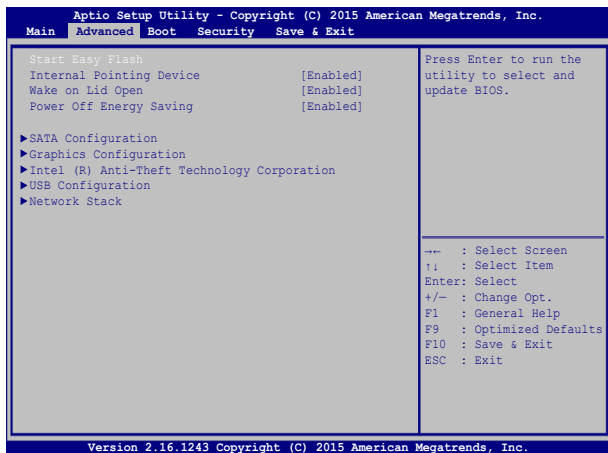 Aptio Setup Utility - Copyright (C) 2015 American Megatrends, Inc.
Main Advanced Boot Security Save & Exit
Start Easy Flash
Internal Pointing Device [Enabled]
Wake on Lid Open [Enabled]
Power Off Energy Saving [Enabled]
▶SATA Configuration
▶Graphics Configuration
▶Intel (R) Anti-Theft Technology Corporation
▶USB Configuration
▶Network Stack
Press Enter to run the
utility to select and
update BIOS.
→← : Select Screen
↑↓ : Select Item
Enter: Select
+/— : Change Opt.
F1 : General Help
F9 : Optimized Defaults
F10 : Save & Exit
ESC : Exit
Version 2.16.1243 Copyright (C) 2015 American Megatrends, Inc.